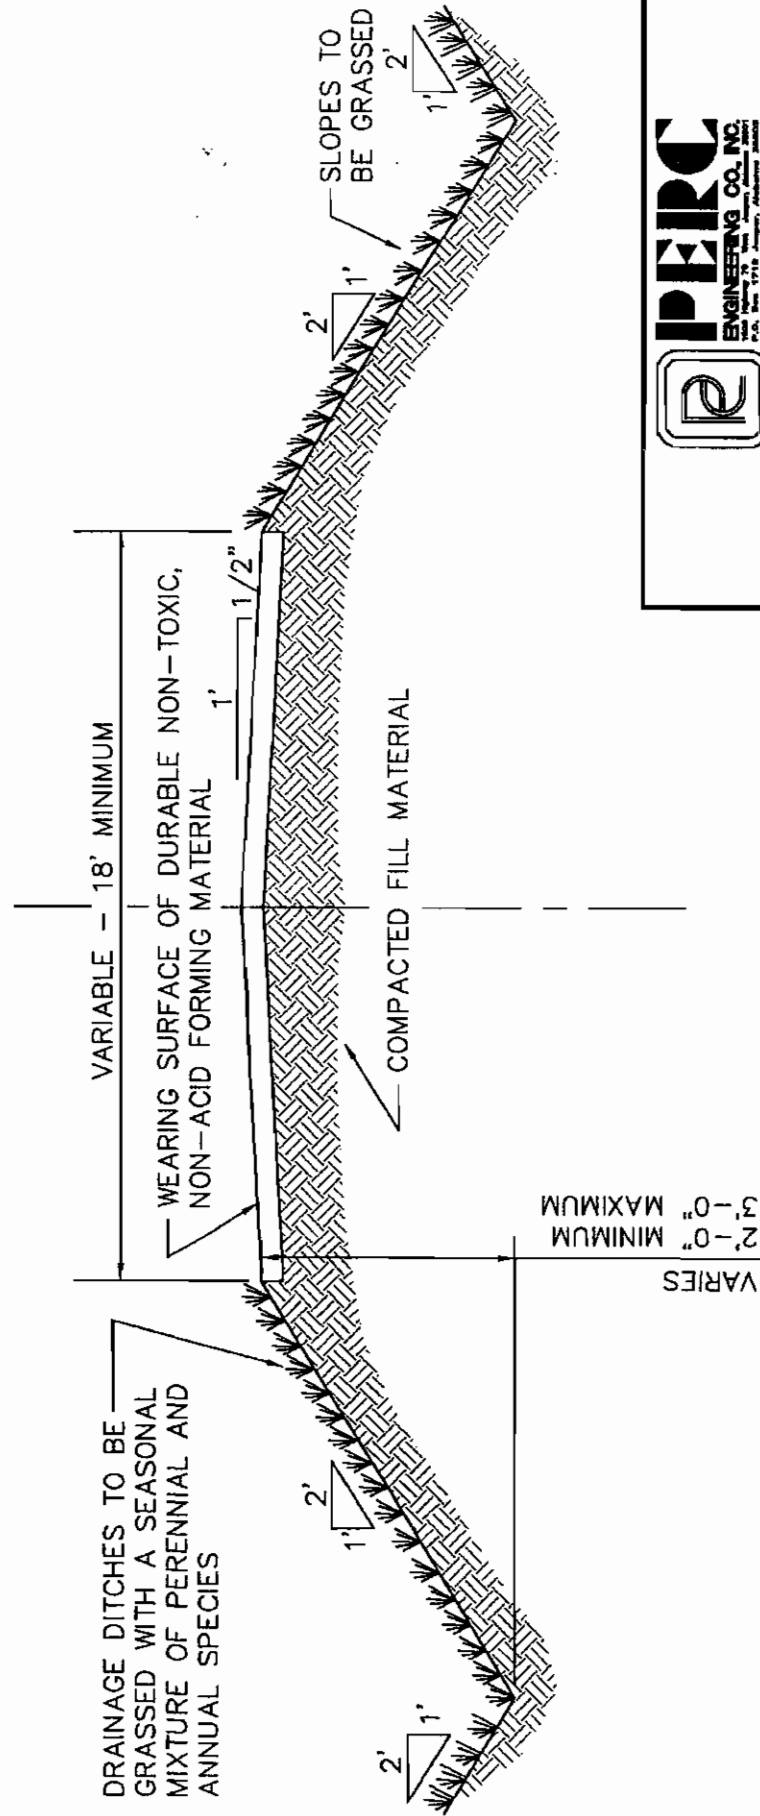 DRAINAGE DITCHES TO BE
GRASSED WITH A SEASONAL
MIXTURE OF PERENNIAL AND
ANNUAL SPECIES
VARIABLE - 18' MINIMUM
WEARING SURFACE OF DURABLE NON-TOXIC,
NON-ACID FORMING MATERIAL
1'
1/2"
SLOPES TO
BE GRASSED
2'
1'
2'
1'
2'
1'
2'
1'
COMPACTED FILL MATERIAL
VARIES
2'-0" MINIMUM
3'-0" MAXIMUM
PERC
ENGINEERING CO., INC.